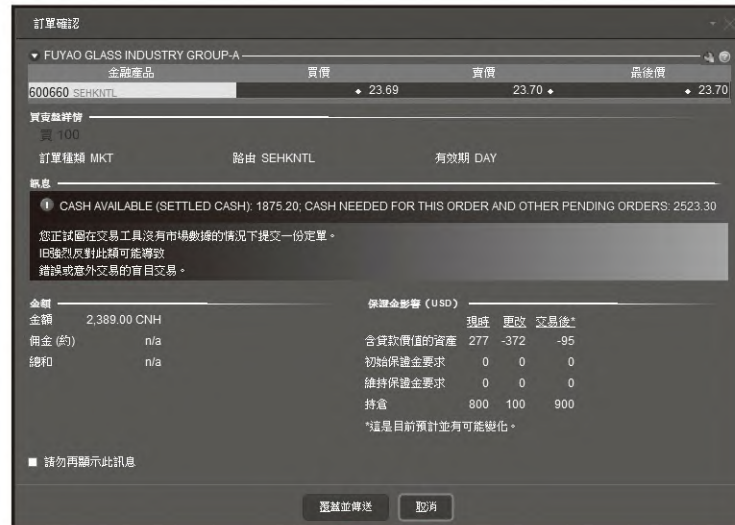 訂單確認
FUYAO GLASS INDUSTRY GROUP-A
金融產品 買價 賣價 最後價
600660 SEHKNTL 23.69 23.70 23.70
買賣盤詳情
買 100
訂單種類 MKT 路由 SEHKNTL 有效期 DAY
訊息
CASH AVAILABLE (SETTLED CASH): 1875.20; CASH NEEDED FOR THIS ORDER AND OTHER PENDING ORDERS: 2523.30
您正試圖在交易工具沒有市場數據的情況下提交一份定單。
IB強烈反對此類可能導致
錯誤或意外交易的盲目交易。
金額 保證金影響 (USD)
現時 更改 交易後*
金額 2,389.00 CNH 含貸款價值的資產 277 -372 -95
佣金 (約) n/a 初始保證金要求 0 0 0
總和 n/a 維持保證金要求 0 0 0
持倉 800 100 900
*這是目前預計並有可能變化。
請勿再顯示此訊息
覆蓋並傳送 取消